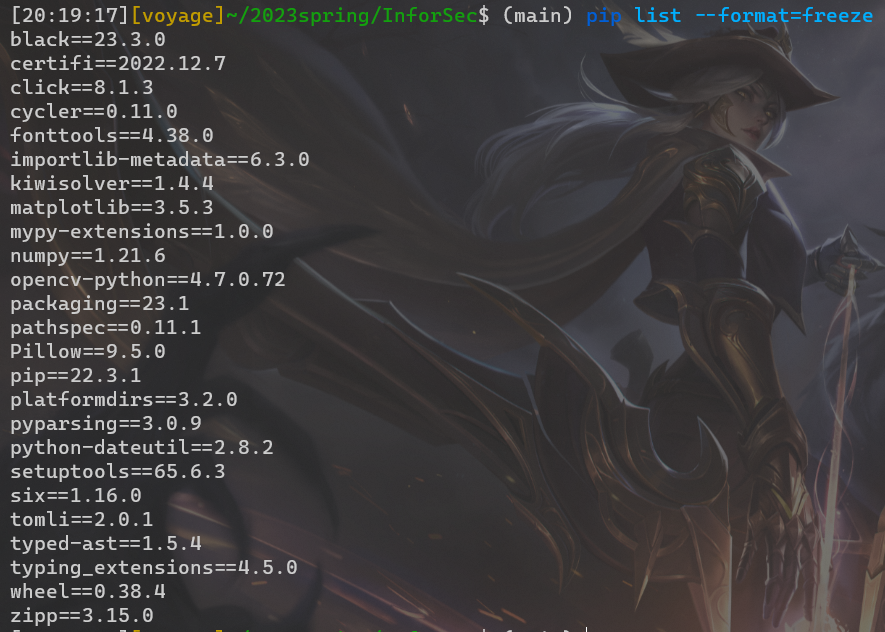 [20:19:17][voyage]~/2023spring/InforSec$ (main) pip list --format=freeze
black==23.3.0
certifi==2022.12.7
click==8.1.3
cycler==0.11.0
fonttools==4.38.0
importlib-metadata==6.3.0
kiwisolver==1.4.4
matplotlib==3.5.3
mypy-extensions==1.0.0
numpy==1.21.6
opencv-python==4.7.0.72
packaging==23.1
pathspec==0.11.1
Pillow==9.5.0
pip==22.3.1
platformdirs==3.2.0
pyparsing==3.0.9
python-dateutil==2.8.2
setuptools==65.6.3
six==1.16.0
tomli==2.0.1
typed-ast==1.5.4
typing_extensions==4.5.0
wheel==0.38.4
zipp==3.15.0